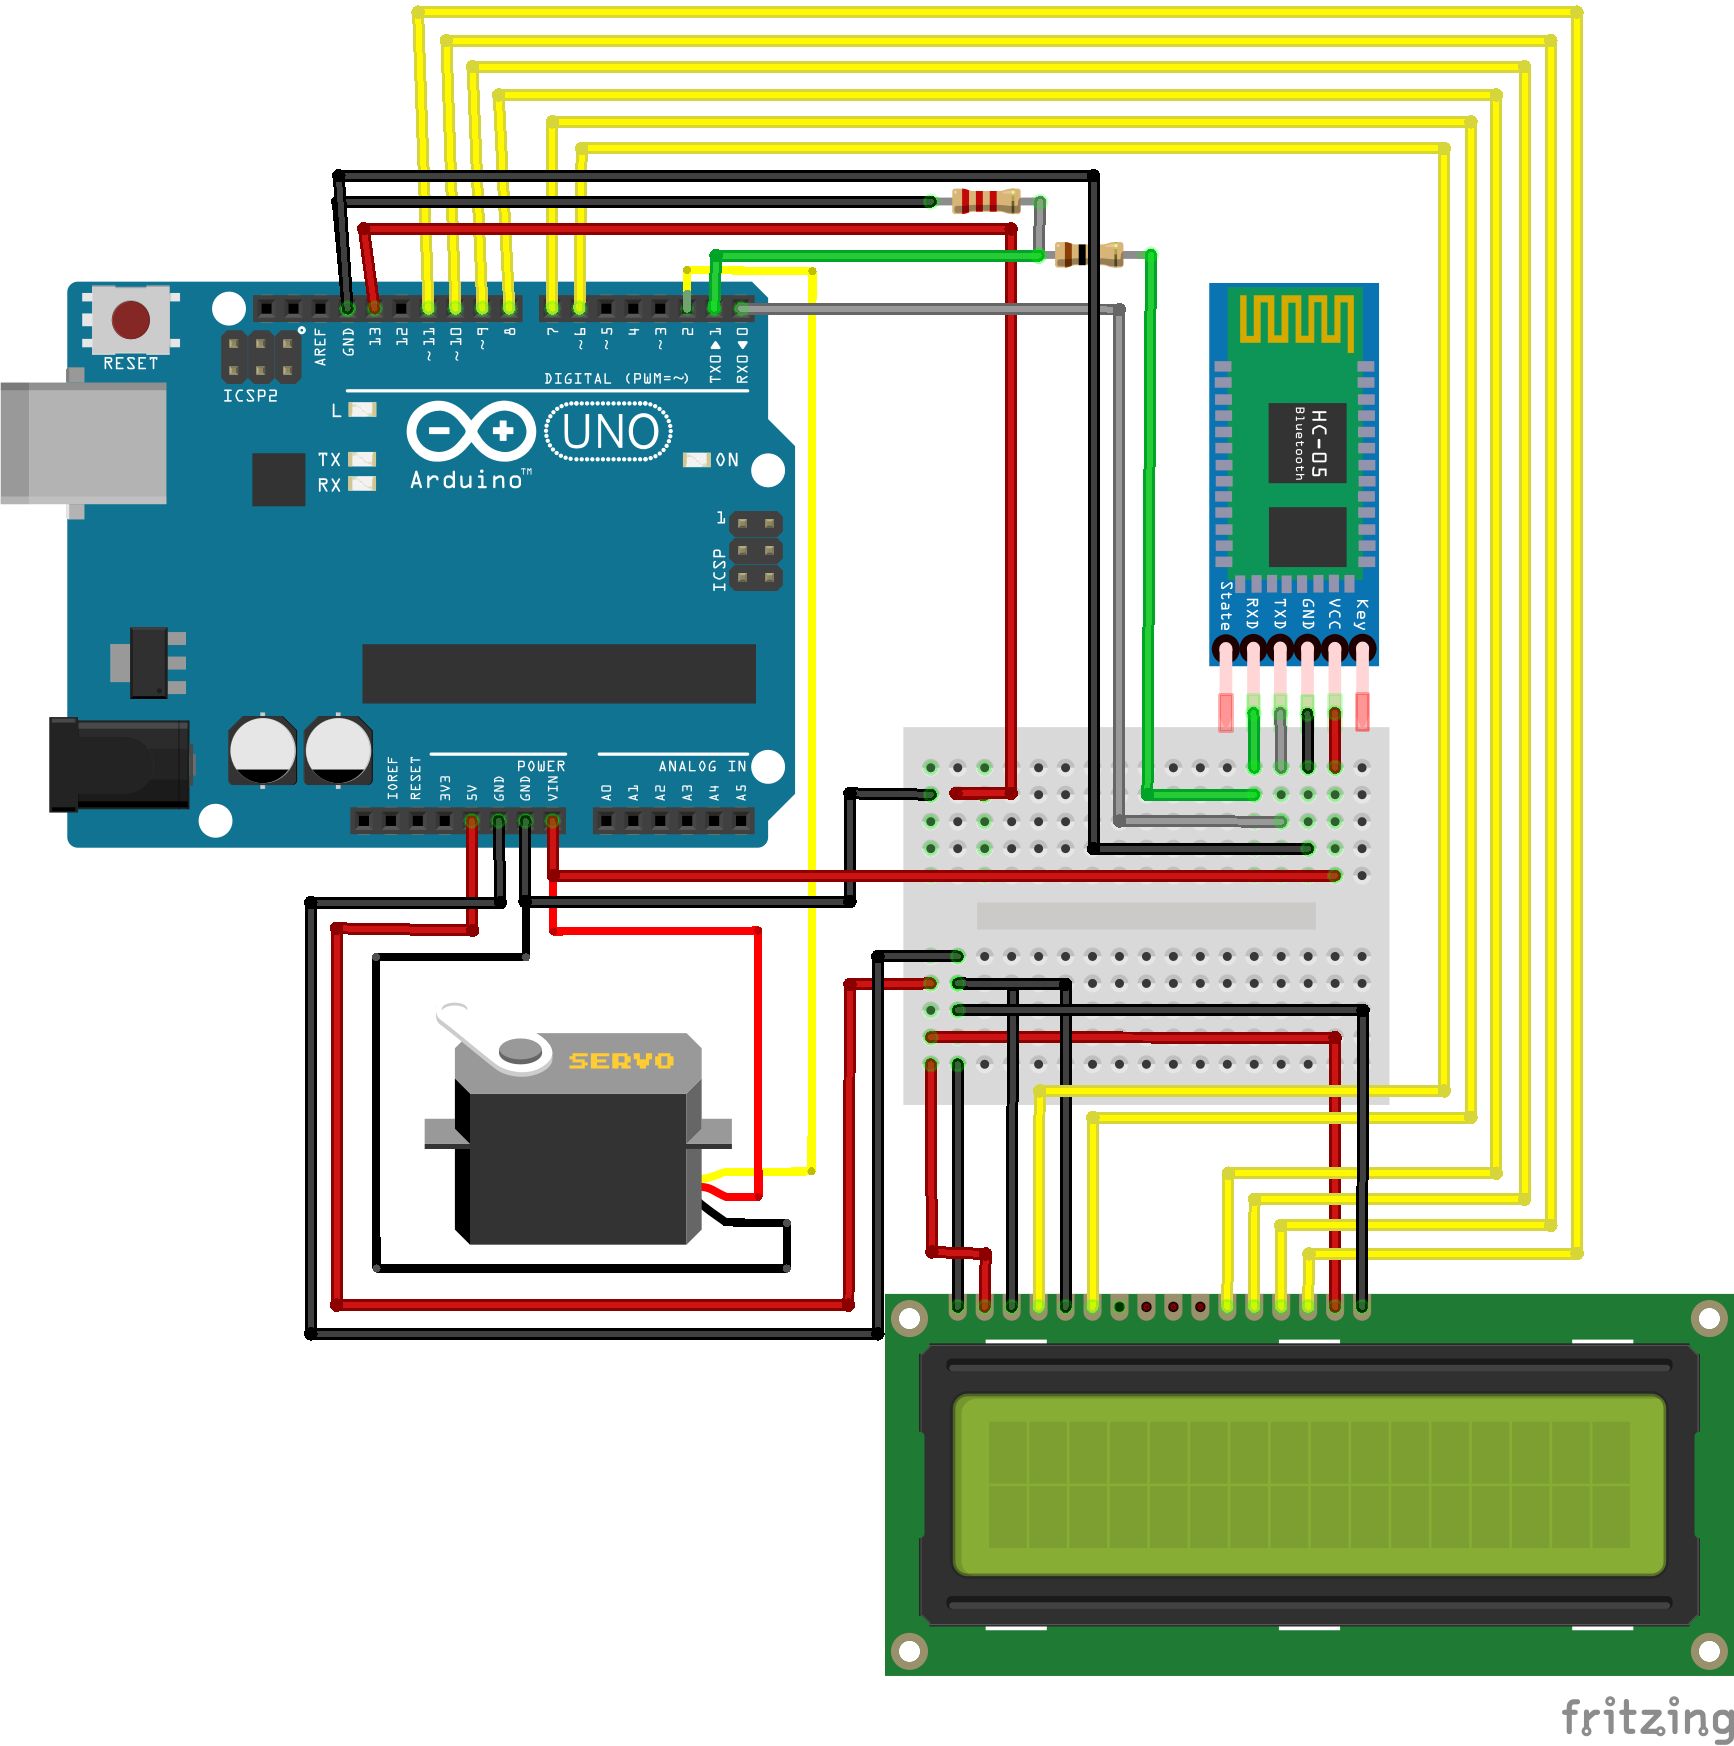 RESET
ICSP2
AREF
GND
13
12
~11
~10
~9
8
7
~6
~5
4
~3
2
TX0▶1
RX0◀0
DIGITAL (PWM=~)
L
TX
RX
Arduino™
UNO
ON
1
ICSP
HC-05
Bluetooth
State
RXD
TXD
GND
VCC
Key
POWER
ANALOG IN
IOREF
RESET
3V3
5V
GND
GND
VIN
A0
A1
A2
A3
A4
A5
SERVO
fritzing